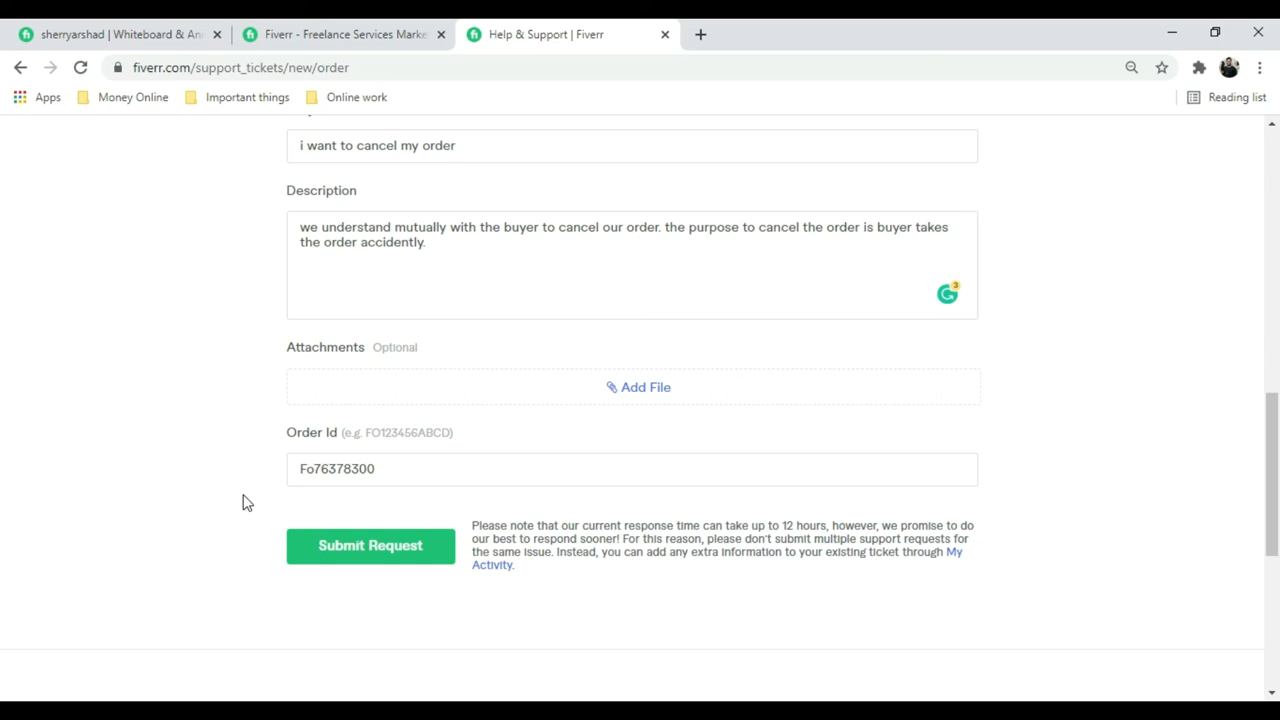 sherryarshad | Whiteboard & An
Fiverr - Freelance Services Marke
Help & Support | Fiverr
fiverr.com/support_tickets/new/order
Apps
Money Online
Important things
Online work
Reading list
i want to cancel my order
Description
we understand mutually with the buyer to cancel our order. the purpose to cancel the order is buyer takes
the order accidently.
3
Attachments Optional
Add File
Order Id (e.g. FO123456ABCD)
Fo76378300
Submit Request
Please note that our current response time can take up to 12 hours, however, we promise to do
our best to respond sooner! For this reason, please don't submit multiple support requests for
the same issue. Instead, you can add any extra information to your existing ticket through My
Activity.